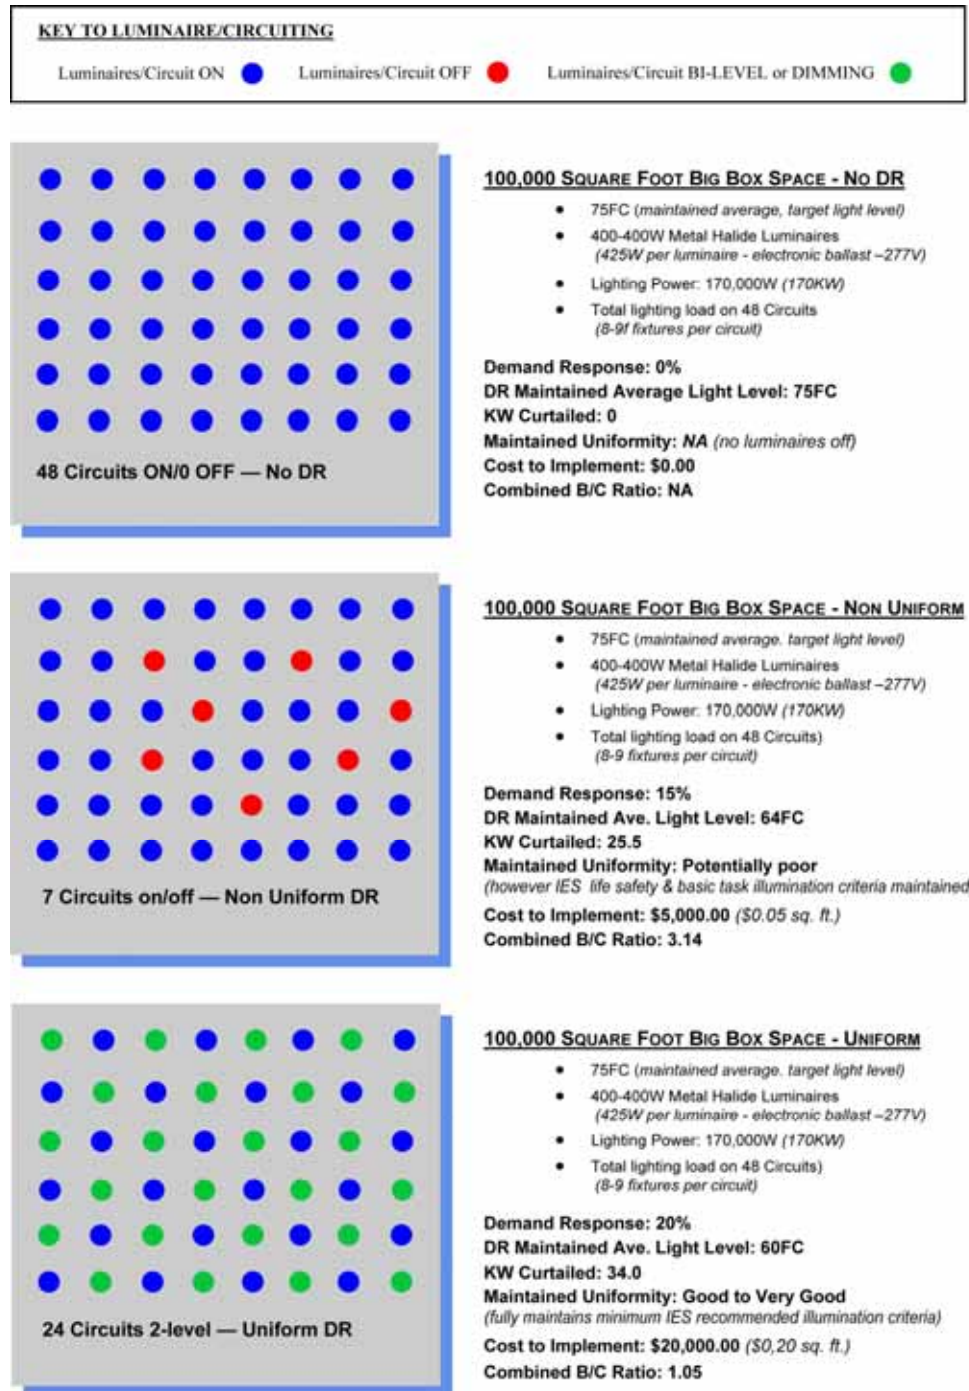 KEY TO LUMINAIRE/CIRCUITING
Luminaires/Circuit ON
Luminaires/Circuit OFF
Luminaires/Circuit BI-LEVEL or DIMMING
48 Circuits ON/0 OFF — No DR
100,000 SQUARE FOOT BIG BOX SPACE - NO DR
• 75FC (maintained average, target light level)
• 400-400W Metal Halide Luminaires
(425W per luminaire - electronic ballast –277V)
• Lighting Power: 170,000W (170KW)
• Total lighting load on 48 Circuits
(8-9f fixtures per circuit)
Demand Response: 0%
DR Maintained Average Light Level: 75FC
KW Curtailed: 0
Maintained Uniformity: NA (no luminaires off)
Cost to Implement: $0.00
Combined B/C Ratio: NA
7 Circuits on/off — Non Uniform DR
100,000 SQUARE FOOT BIG BOX SPACE - NON UNIFORM
• 75FC (maintained average. target light level)
• 400-400W Metal Halide Luminaires
(425W per luminaire - electronic ballast –277V)
• Lighting Power: 170,000W (170KW)
• Total lighting load on 48 Circuits)
(8-9 fixtures per circuit)
Demand Response: 15%
DR Maintained Ave. Light Level: 64FC
KW Curtailed: 25.5
Maintained Uniformity: Potentially poor
(however IES life safety & basic task illumination criteria maintained
Cost to Implement: $5,000.00 ($0.05 sq. ft.)
Combined B/C Ratio: 3.14
24 Circuits 2-level — Uniform DR
100,000 SQUARE FOOT BIG BOX SPACE - UNIFORM
• 75FC (maintained average. target light level)
• 400-400W Metal Halide Luminaires
(425W per luminaire - electronic ballast –277V)
• Lighting Power: 170,000W (170KW)
• Total lighting load on 48 Circuits)
(8-9 fixtures per circuit)
Demand Response: 20%
DR Maintained Ave. Light Level: 60FC
KW Curtailed: 34.0
Maintained Uniformity: Good to Very Good
(fully maintains minimum IES recommended illumination criteria)
Cost to Implement: $20,000.00 ($0,20 sq. ft.)
Combined B/C Ratio: 1.05